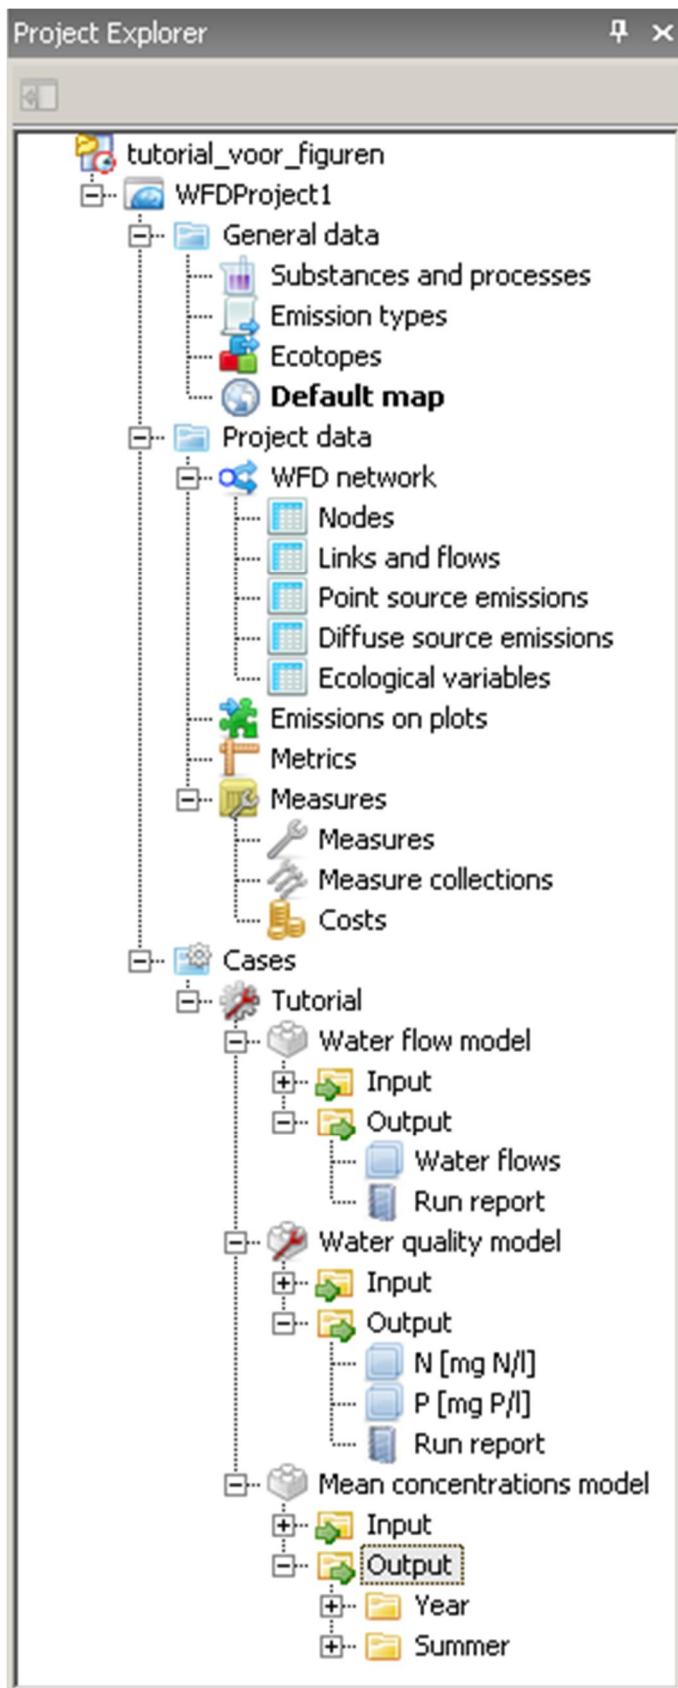 Project Explorer
tutorial_voor_figuren
WFDProject1
General data
Substances and processes
Emission types
Ecotopes
Default map
Project data
WFD network
Nodes
Links and flows
Point source emissions
Diffuse source emissions
Ecological variables
Emissions on plots
Metrics
Measures
Measures
Measure collections
Costs
Cases
Tutorial
Water flow model
Input
Output
Water flows
Run report
Water quality model
Input
Output
N [mg N/l]
P [mg P/l]
Run report
Mean concentrations model
Input
Output
Year
Summer